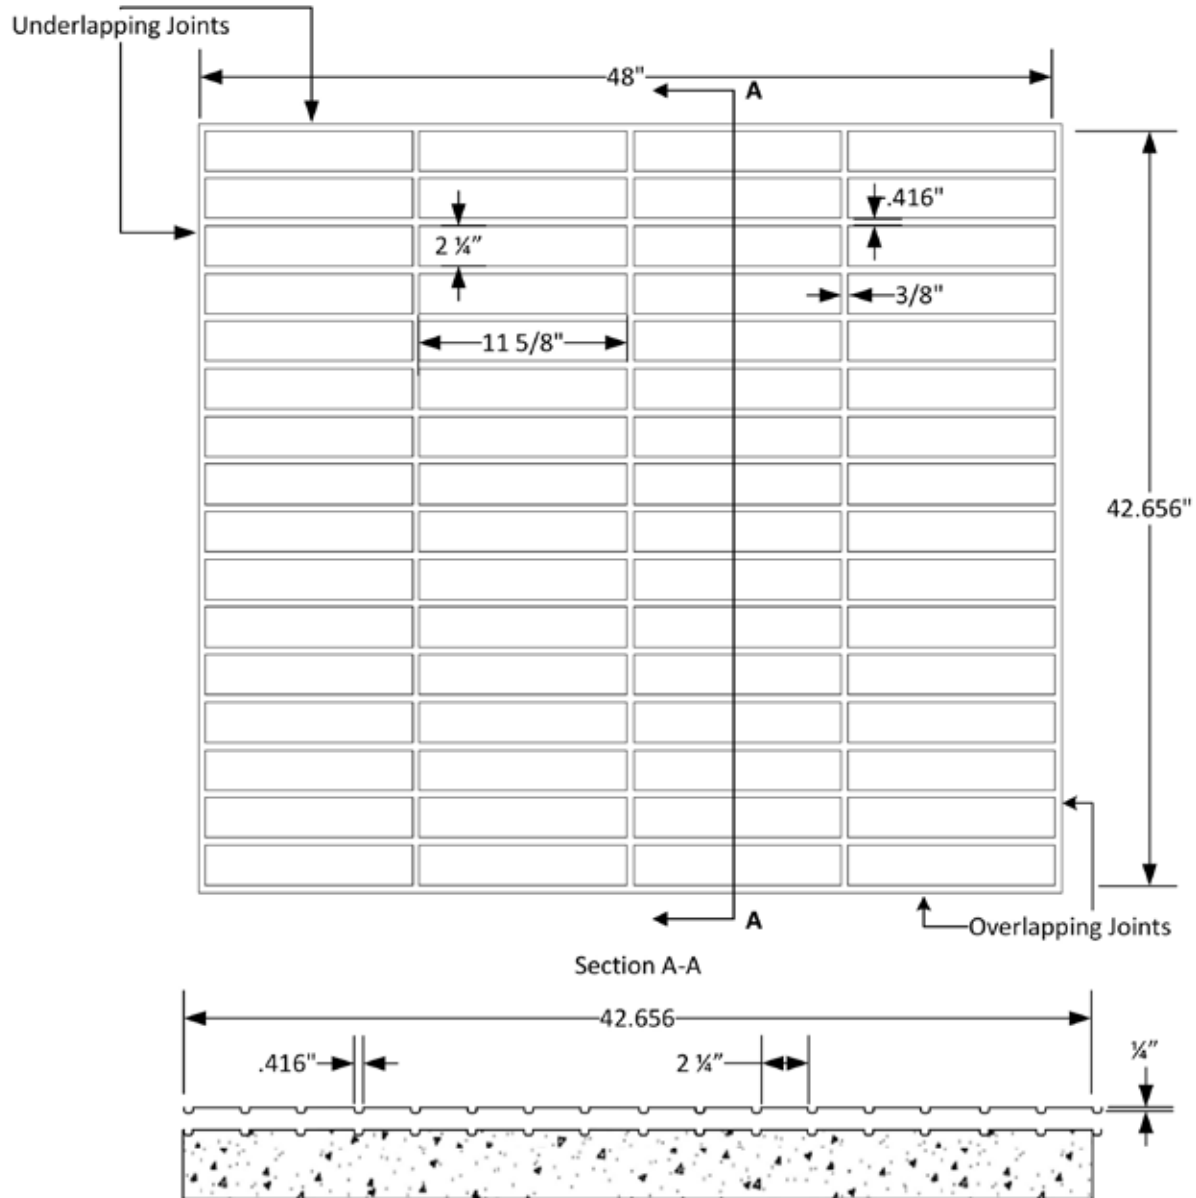 Underlapping Joints
48"
A
.416"
2 ¼”
3/8"
11 5/8"
42.656"
A
Overlapping Joints
Section A-A
42.656
.416"
2 ¼”
¼”